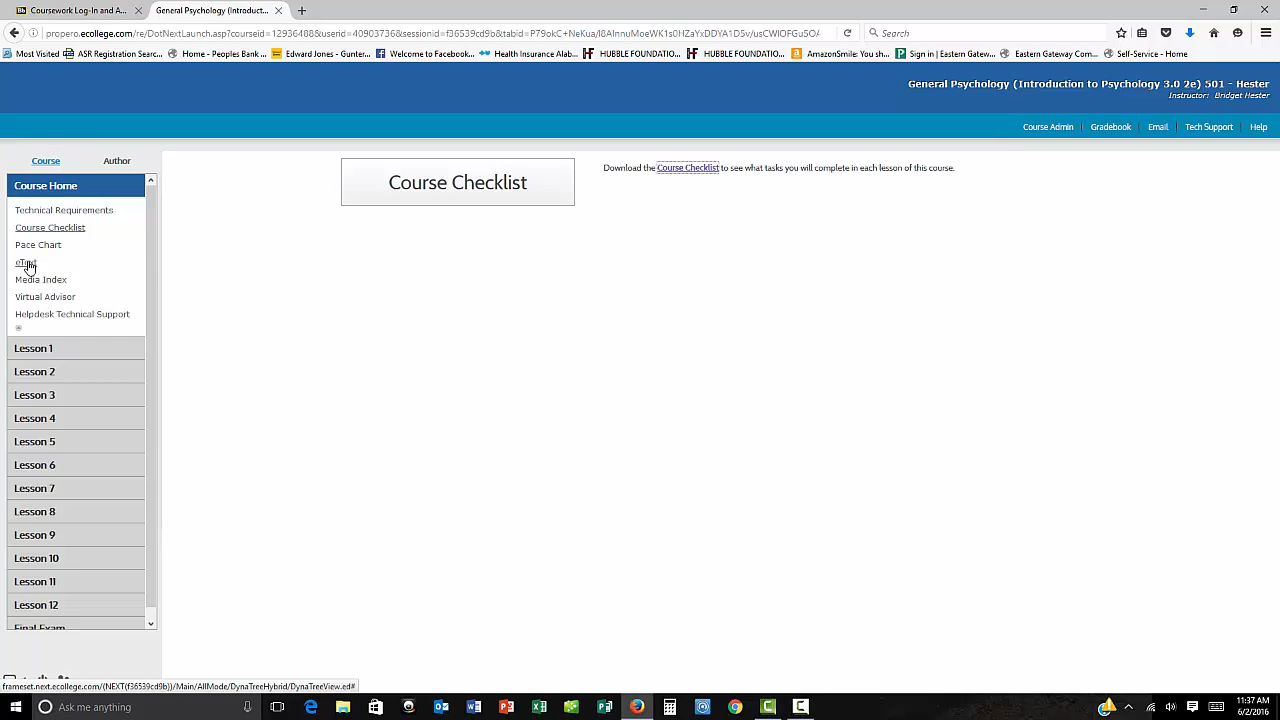 Coursework Log-In and A...
General Psychology (Introduct...
propero.ecollege.com/re/DotNextLaunch.asp?courseid=12936488&userid=40903736&sessionid=f36539cd9b&tabid=
Search
Most Visited
ASR Registration Searc...
Home - Peoples Bank ...
Edward Jones - Gunter...
Welcome to Facebook...
Health Insurance Alab...
HUBBLE FOUNDATIO...
HUBBLE FOUNDATIO...
AmazonSmile: You sh...
Sign in | Eastern Gatew...
Eastern Gateway Com...
Self-Service - Home
General Psychology (Introduction to Psychology 3.0 2e) 501 - Hester
Instructor: Bridget Hester
Course Admin | Gradebook | Email | Tech Support | Help
Course
Author
Course Home
Technical Requirements
Course Checklist
Pace Chart
eText
Media Index
Virtual Advisor
Helpdesk Technical Support
Lesson 1
Lesson 2
Lesson 3
Lesson 4
Lesson 5
Lesson 6
Lesson 7
Lesson 8
Lesson 9
Lesson 10
Lesson 11
Lesson 12
Final Exam
Course Checklist
Download the Course Checklist to see what tasks you will complete in each lesson of this course.
frameset.next.ecollege.com/(NEXT(f36539cd9b))/Main/AllMode/DynaTreeHybrid/DynaTreeView.ed#
Ask me anything
11:37 AM
6/2/2016